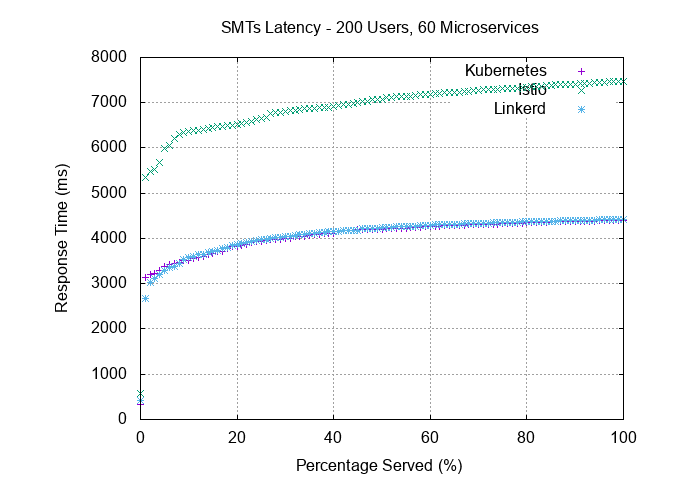 SMTs Latency - 200 Users, 60 Microservices
8000
7000
6000
5000
4000
3000
2000
1000
0
Response Time (ms)
Kubernetes
Istio
Linkerd
0 20 40 60 80 100
Percentage Served (%)